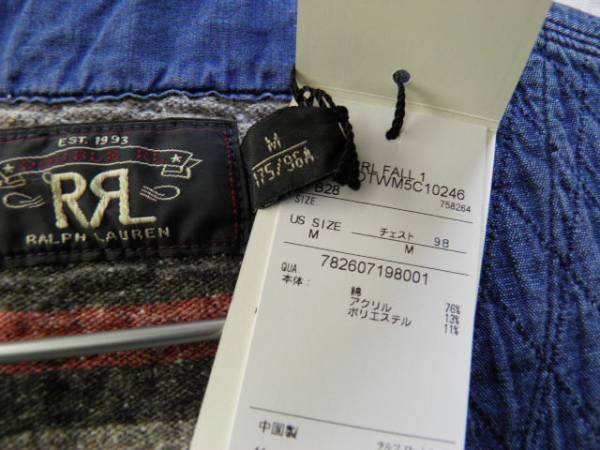 EST. 1993
DOUBLE RL
RRL
RALPH LAUREN
M
175/96A
RRL FALL 1
OTWM5C10246
B28
758264
SIZE.
US SIZE チェスト 98
M M
782607198001
QUA.
本体: 綿 76%
アクリル 13%
ポリエステル 11%
中国製